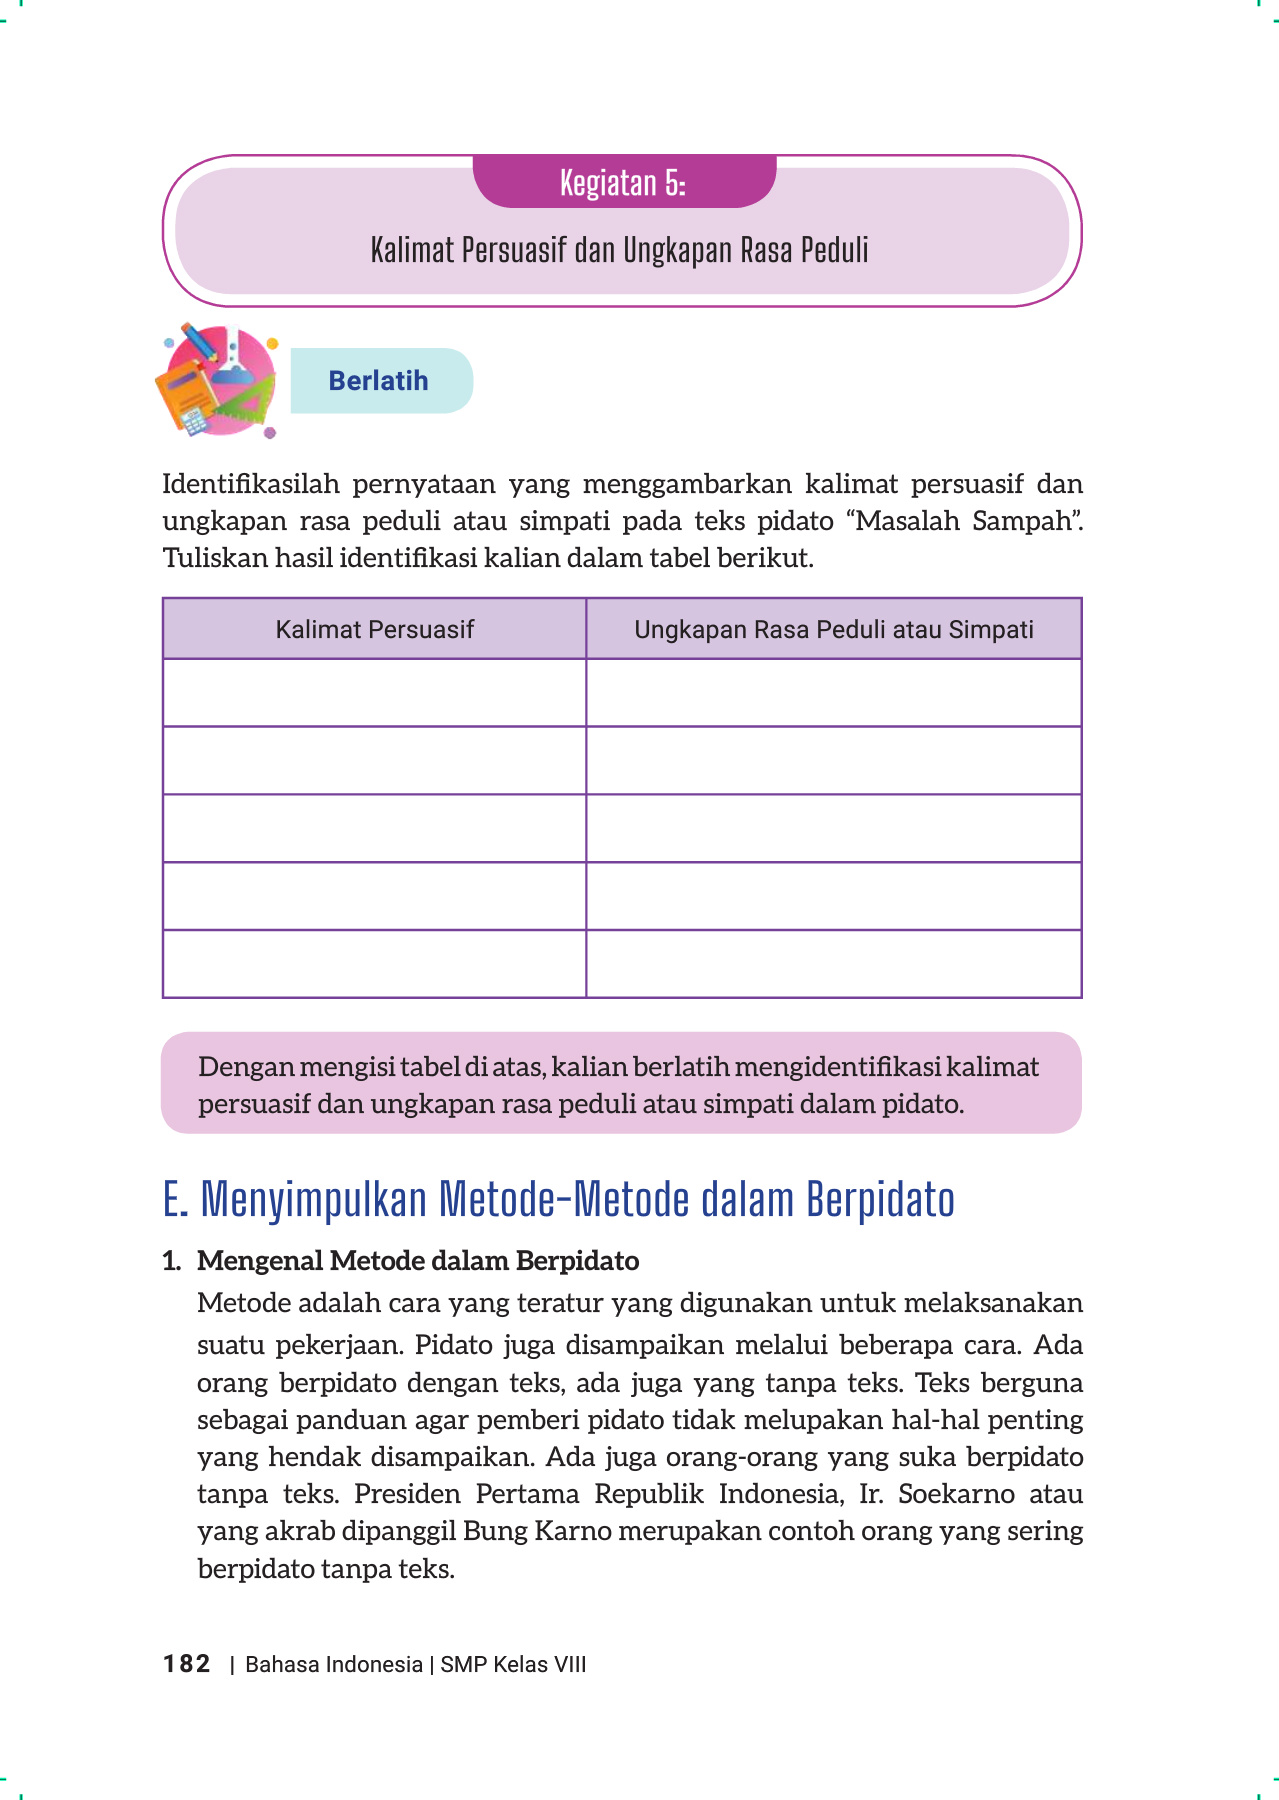 Kegiatan 5:
Kalimat Persuasif dan Ungkapan Rasa Peduli
Berlatih
Identifikasilah pernyataan yang menggambarkan kalimat persuasif dan
ungkapan rasa peduli atau simpati pada teks pidato “Masalah Sampah”.
Tuliskan hasil identifikasi kalian dalam tabel berikut.
Kalimat Persuasif
Ungkapan Rasa Peduli atau Simpati
Dengan mengisi tabel di atas, kalian berlatih mengidentifikasi kalimat
persuasif dan ungkapan rasa peduli atau simpati dalam pidato.
E. Menyimpulkan Metode-Metode dalam Berpidato
1. Mengenal Metode dalam Berpidato
Metode adalah cara yang teratur yang digunakan untuk melaksanakan
suatu pekerjaan. Pidato juga disampaikan melalui beberapa cara. Ada
orang berpidato dengan teks, ada juga yang tanpa teks. Teks berguna
sebagai panduan agar pemberi pidato tidak melupakan hal-hal penting
yang hendak disampaikan. Ada juga orang-orang yang suka berpidato
tanpa teks. Presiden Pertama Republik Indonesia, Ir. Soekarno atau
yang akrab dipanggil Bung Karno merupakan contoh orang yang sering
berpidato tanpa teks.
182 | Bahasa Indonesia | SMP Kelas VIII